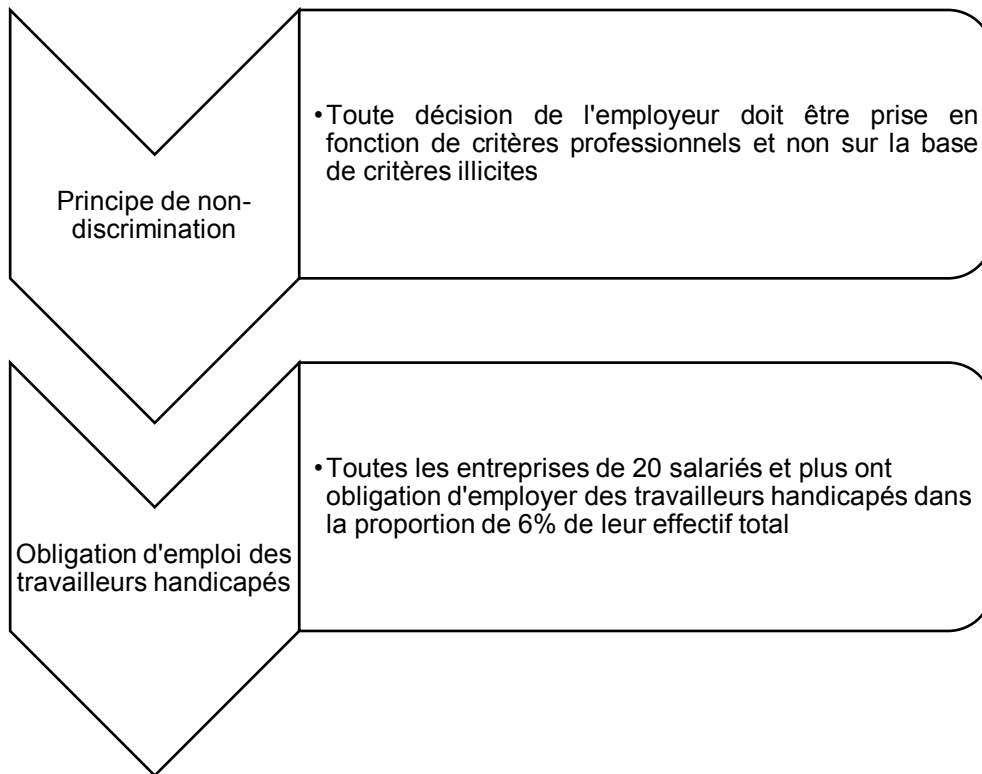 Principe de non-
discrimination
•Toute décision de l'employeur doit être prise en
fonction de critères professionnels et non sur la base
de critères illicites
Obligation d'emploi des
travailleurs handicapés
•Toutes les entreprises de 20 salariés et plus ont
obligation d'employer des travailleurs handicapés dans
la proportion de 6% de leur effectif total